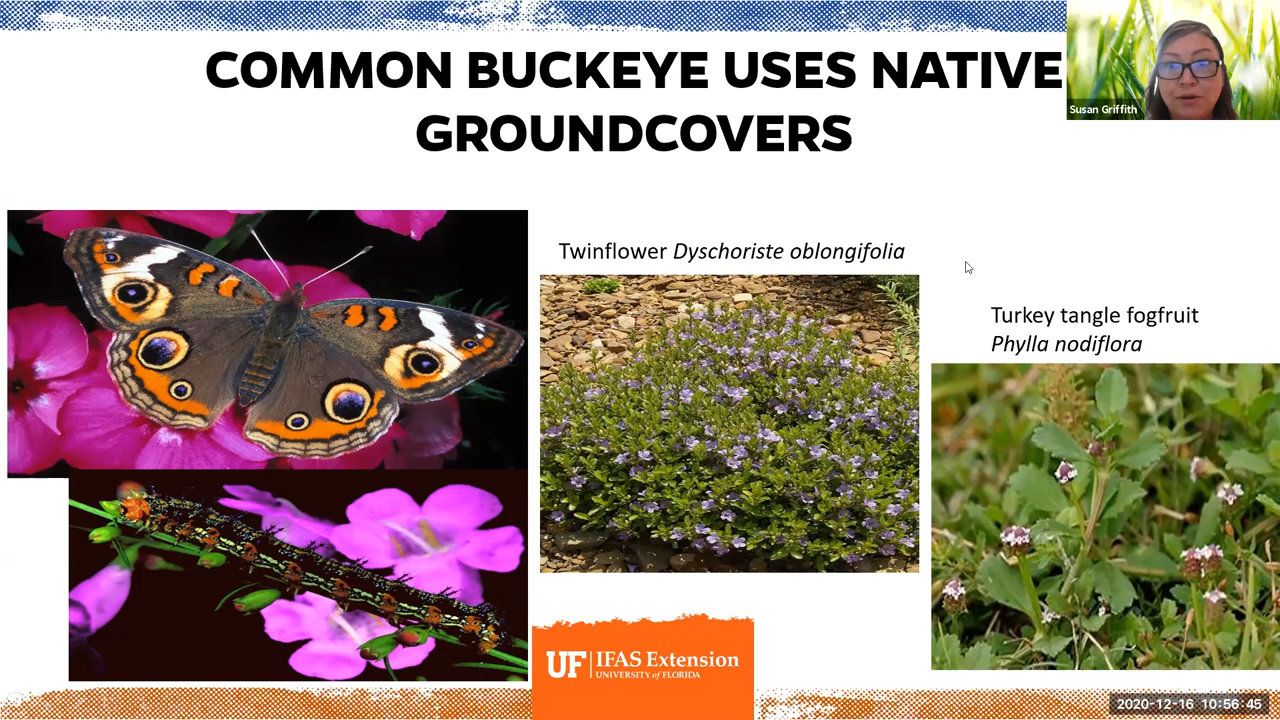 COMMON BUCKEYE USES NATIVE
GROUNDCOVERS
Susan Griffith
Twinflower Dyschoriste oblongifolia
Turkey tangle fogfruit
Phylla nodiflora
UF IFAS Extension
UNIVERSITY of FLORIDA
2020-12-16 10:56:45